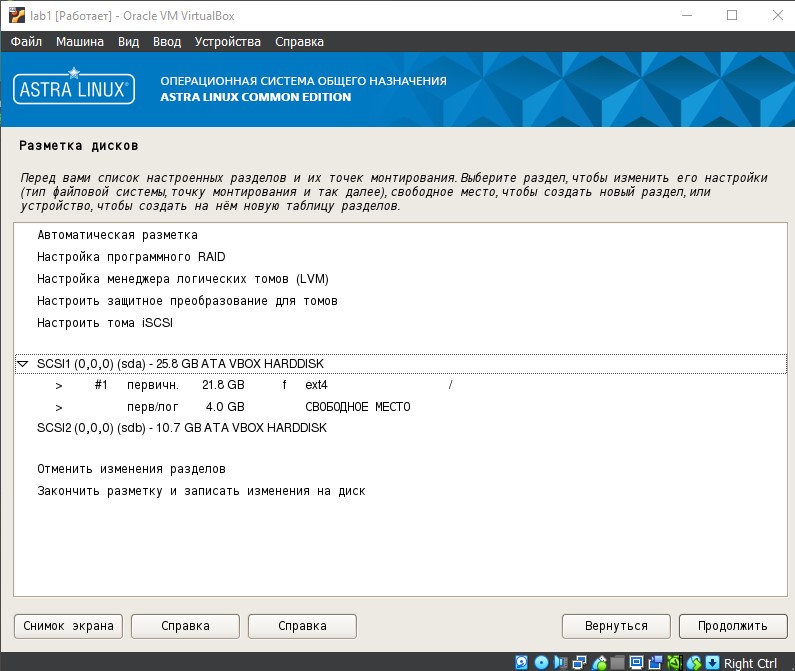 lab1 [Работает] - Oracle VM VirtualBox
Файл Машина Вид Ввод Устройства Справка
ASTRA LINUX®
ОПЕРАЦИОННАЯ СИСТЕМА ОБЩЕГО НАЗНАЧЕНИЯ
ASTRA LINUX COMMON EDITION
Разметка дисков
Перед вами список настроенных разделов и их точек монтирования. Выберите раздел, чтобы изменить его настройки
(тип файловой системы, точку монтирования и так далее), свободное место, чтобы создать новый раздел, или
устройство, чтобы создать на нём новую таблицу разделов.
Автоматическая разметка
Настройка программного RAID
Настройка менеджера логических томов (LVM)
Настроить защитное преобразование для томов
Настроить тома iSCSI
SCSI1 (0,0,0) (sda) - 25.8 GB ATA VBOX HARDDISK
> #1 первичн. 21.8 GB f ext4 /
> перв/лог 4.0 GB СВОБОДНОЕ МЕСТО
SCSI2 (0,0,0) (sdb) - 10.7 GB ATA VBOX HARDDISK
Отменить изменения разделов
Закончить разметку и записать изменения на диск
Снимок экрана Справка Справка Вернуться Продолжить
Right Ctrl